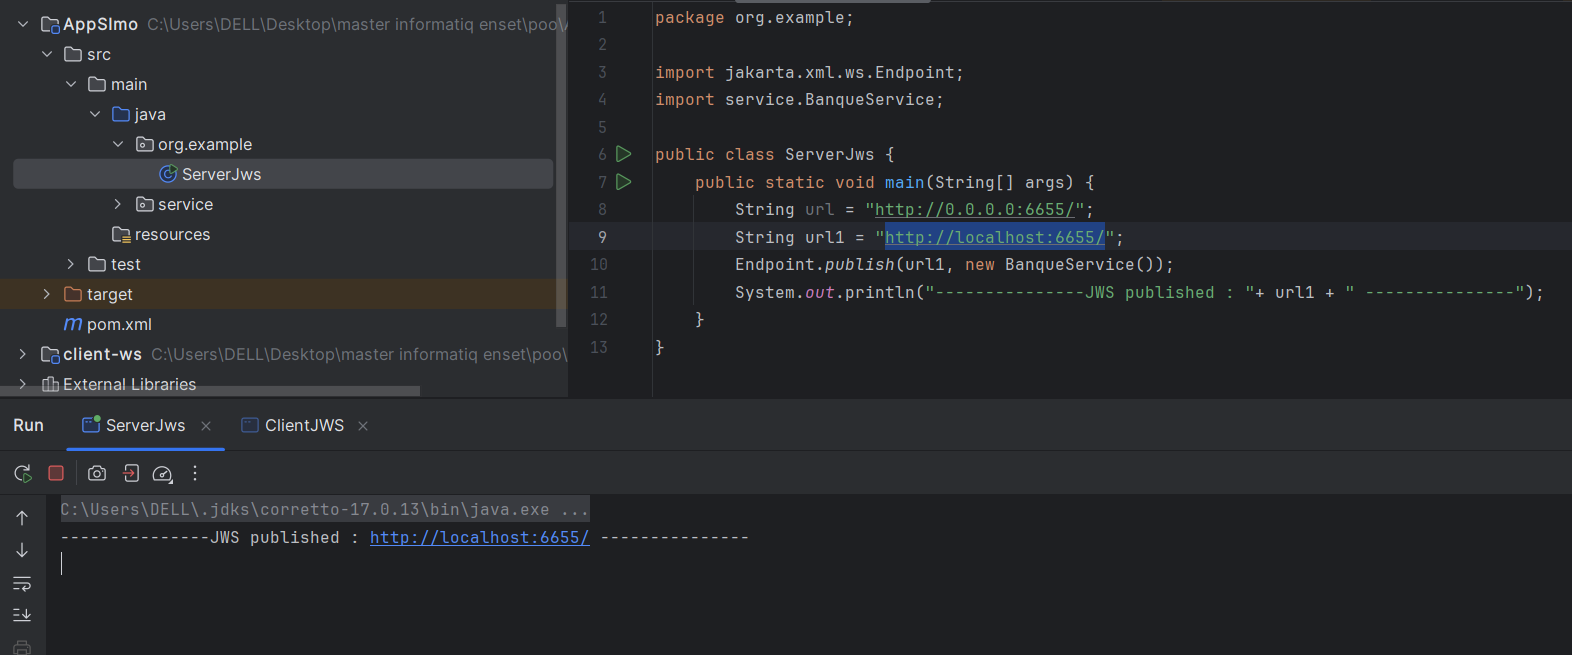 AppSImo C:\Users\DELL\Desktop\master informatiq enset\poo\
src
main
java
org.example
ServerJws
service
resources
test
target
pom.xml
client-ws C:\Users\DELL\Desktop\master informatiq enset\poo\
External Libraries
1 package org.example;
2
3 import jakarta.xml.ws.Endpoint;
4 import service.BanqueService;
5
6 public class ServerJws {
7 public static void main(String[] args) {
8 String url = "http://0.0.0.0:6655/";
9 String url1 = "http://localhost:6655/";
10 Endpoint.publish(url1, new BanqueService());
11 System.out.println("---------------JWS published : "+ url1 + " ---------------");
12 }
13 }
Run ServerJws ClientJWS
C:\Users\DELL\.jdks\corretto-17.0.13\bin\java.exe ...
---------------JWS published : http://localhost:6655/ ---------------